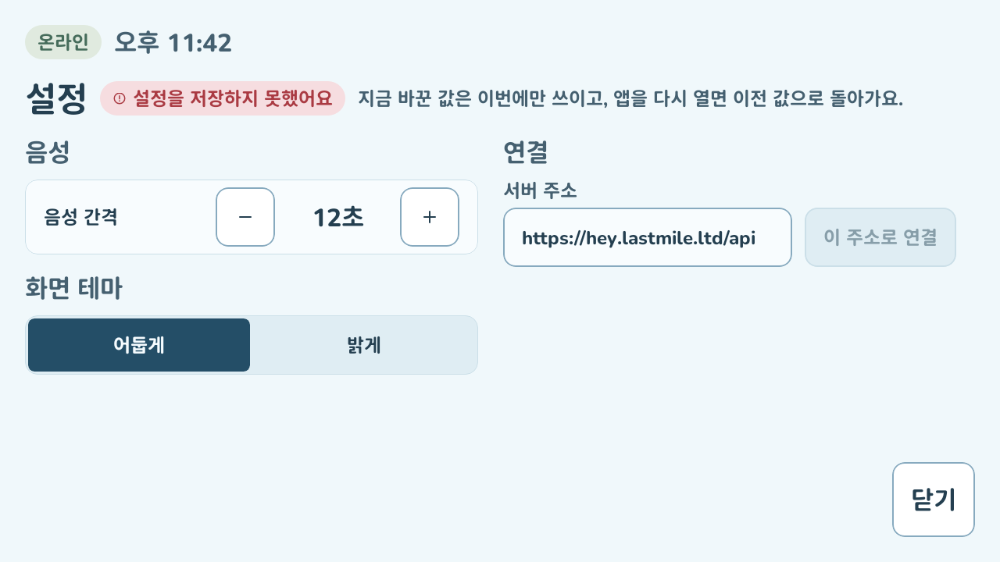 온라인 오후 11:42
설정 설정을 저장하지 못했어요 지금 바꾼 값은 이번에만 쓰이고, 앱을 다시 열면 이전 값으로 돌아가요.
음성
음성 간격 − 12초 +
화면 테마
어둡게 밝게
연결
서버 주소
https://hey.lastmile.ltd/api 이 주소로 연결
닫기